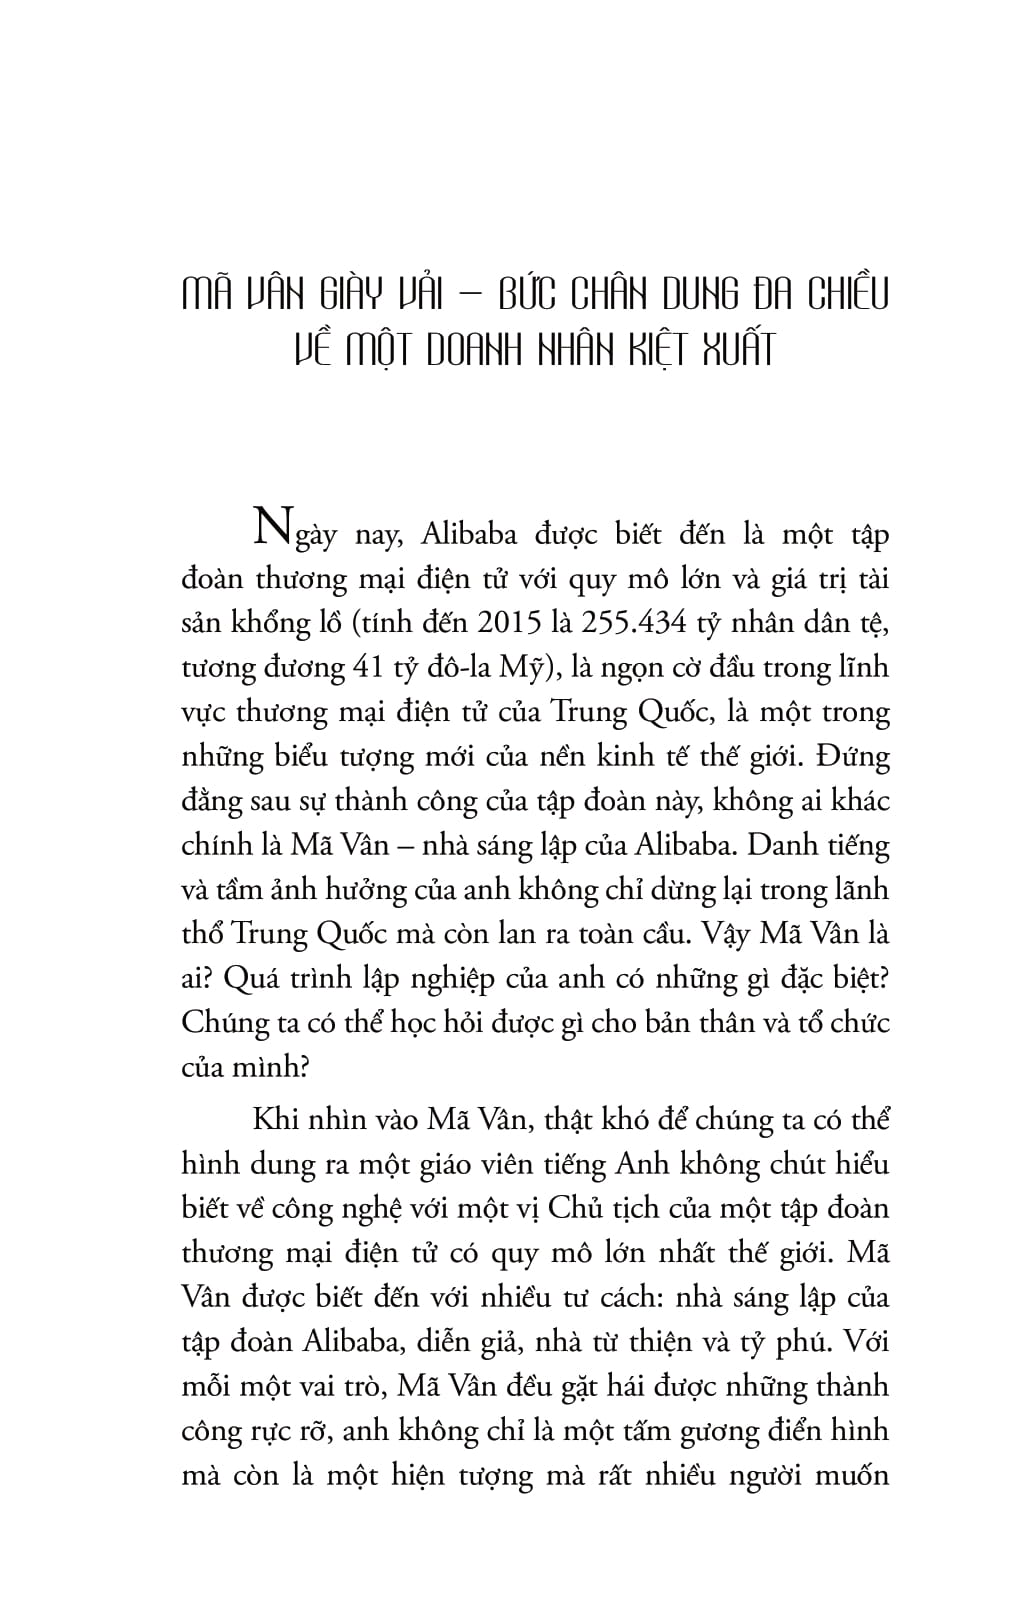 MÃ VÂN GIÀY VẢI – BỨC CHÂN DUNG ĐA CHIỀU
VỀ MỘT DOANH NHÂN KIỆT XUẤT
Ngày nay, Alibaba được biết đến là một tập
đoàn thương mại điện tử với quy mô lớn và giá trị tài
sản khổng lồ (tính đến 2015 là 255.434 tỷ nhân dân tệ,
tương đương 41 tỷ đô-la Mỹ), là ngọn cờ đầu trong lĩnh
vực thương mại điện tử của Trung Quốc, là một trong
những biểu tượng mới của nền kinh tế thế giới. Đứng
đằng sau sự thành công của tập đoàn này, không ai khác
chính là Mã Vân – nhà sáng lập của Alibaba. Danh tiếng
và tầm ảnh hưởng của anh không chỉ dừng lại trong lãnh
thổ Trung Quốc mà còn lan ra toàn cầu. Vậy Mã Vân là
ai? Quá trình lập nghiệp của anh có những gì đặc biệt?
Chúng ta có thể học hỏi được gì cho bản thân và tổ chức
của mình?
Khi nhìn vào Mã Vân, thật khó để chúng ta có thể
hình dung ra một giáo viên tiếng Anh không chút hiểu
biết về công nghệ với một vị Chủ tịch của một tập đoàn
thương mại điện tử có quy mô lớn nhất thế giới. Mã
Vân được biết đến với nhiều tư cách: nhà sáng lập của
tập đoàn Alibaba, diễn giả, nhà từ thiện và tỷ phú. Với
mỗi một vai trò, Mã Vân đều gặt hái được những thành
công rực rỡ, anh không chỉ là một tấm gương điển hình
mà còn là một hiện tượng mà rất nhiều người muốn